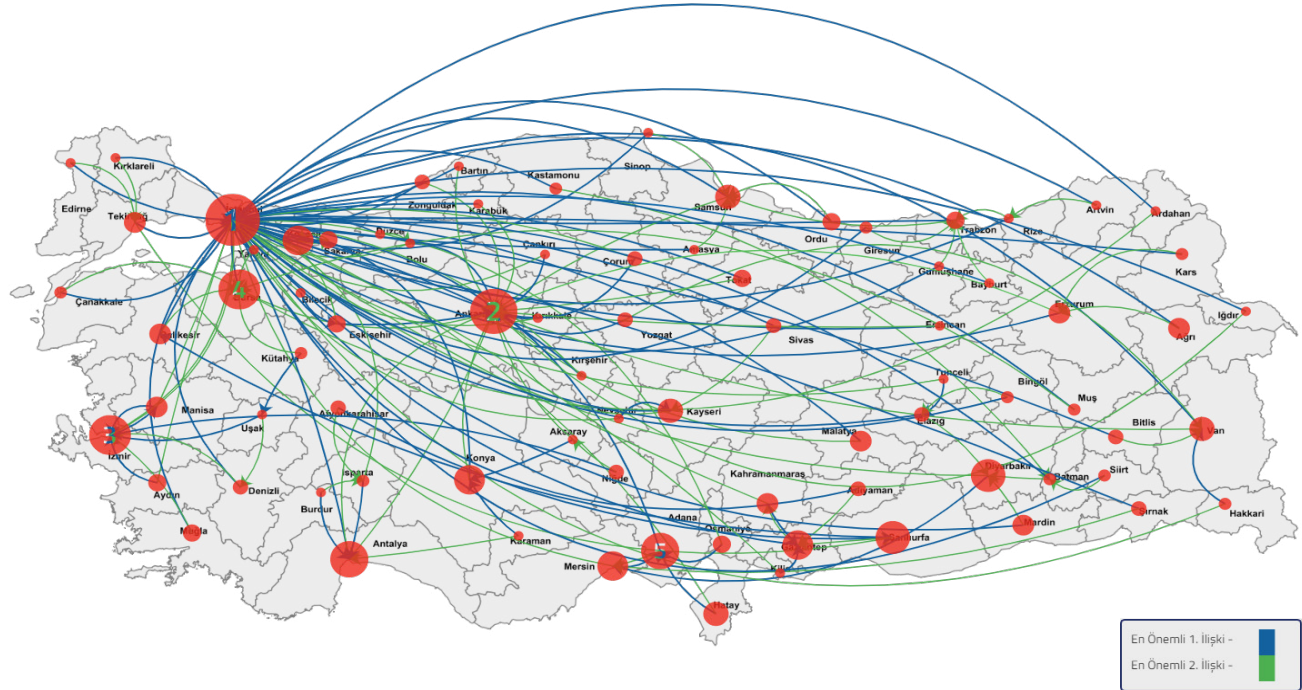 Kırklareli
Edirne
Tekirdağ
1
Bartın
Kastamonu
Sinop
Zonguldak
Karabük
Samsun
Ordu
Giresun
Trabzon
Rize
Artvin
Ardahan
Düzce
Sakarya
Bolu
Çankırı
Çorum
Amasya
Tokat
Gümüşhane
Bayburt
Kars
Çanakkale
4
Bursa
Bilecik
2
Kırıkkale
Eskişehir
Yozgat
Sivas
Erzincan
Erzurum
Ağrı
Iğdır
Kütahya
Kırşehir
Tunceli
Bingöl
Muş
Manisa
Afyonkarahisar
Uşak
Kayseri
Elazığ
Bitlis
Van
3
İzmir
Aksaray
Malatya
Konya
Niğde
Kahramanmaraş
Diyarbakır
Batman
Siirt
Isparta
Aydın
Denizli
Burdur
Adıyaman
Mardin
Şırnak
Hakkari
Muğla
Antalya
Karaman
Adana
Osmaniye
5
Mersin
Kilis
Hatay
En Önemli 1. İlişki -
En Önemli 2. İlişki -